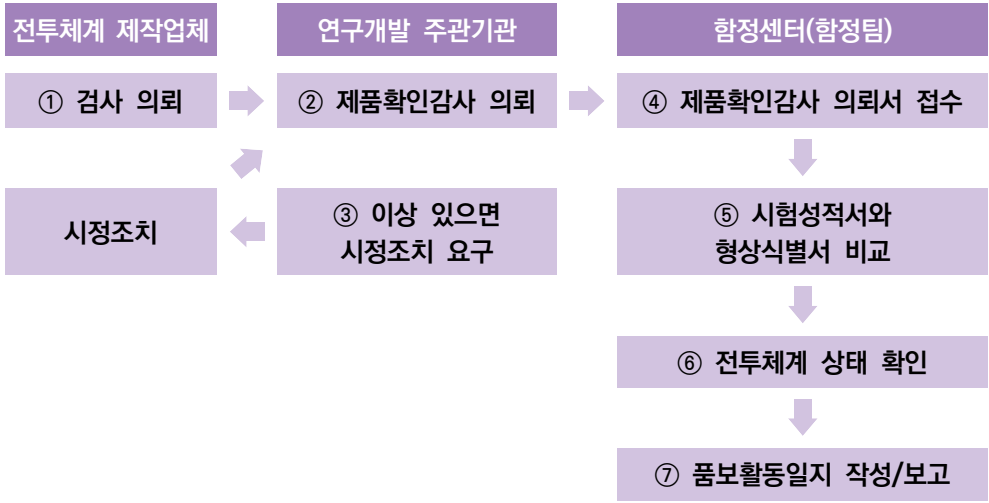 전투체계 제작업체
연구개발 주관기관
함정센터(함정팀)
① 검사 의뢰
② 제품확인감사 의뢰
④ 제품확인감사 의뢰서 접수
시정조치
③ 이상 있으면
시정조치 요구
⑤ 시험성적서와
형상식별서 비교
⑥ 전투체계 상태 확인
⑦ 품보활동일지 작성/보고